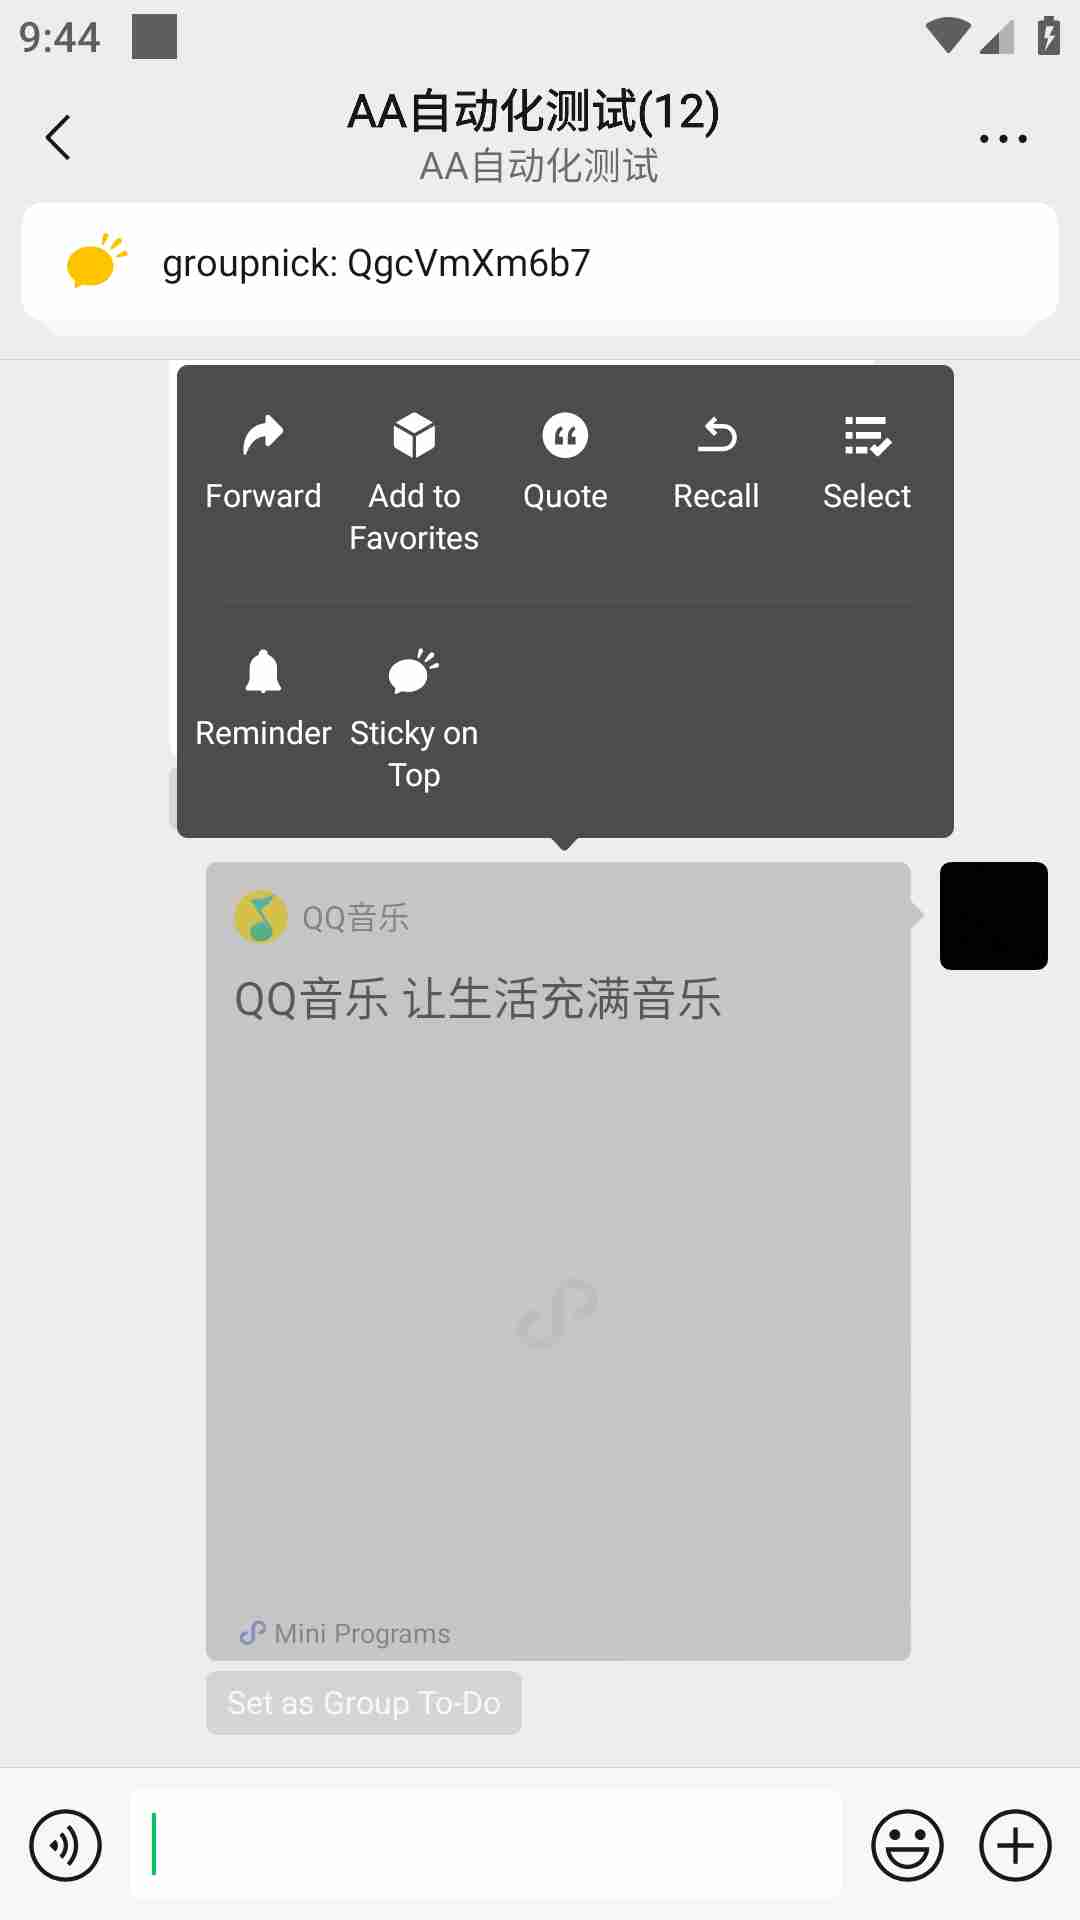 9:44
AA自动化测试(12)
AA自动化测试
groupnick: QgcVmXm6b7
Forward
Add to
Favorites
Quote
Recall
Select
Reminder
Sticky on
Top
QQ音乐
QQ音乐 让生活充满音乐
Mini Programs
Set as Group To-Do